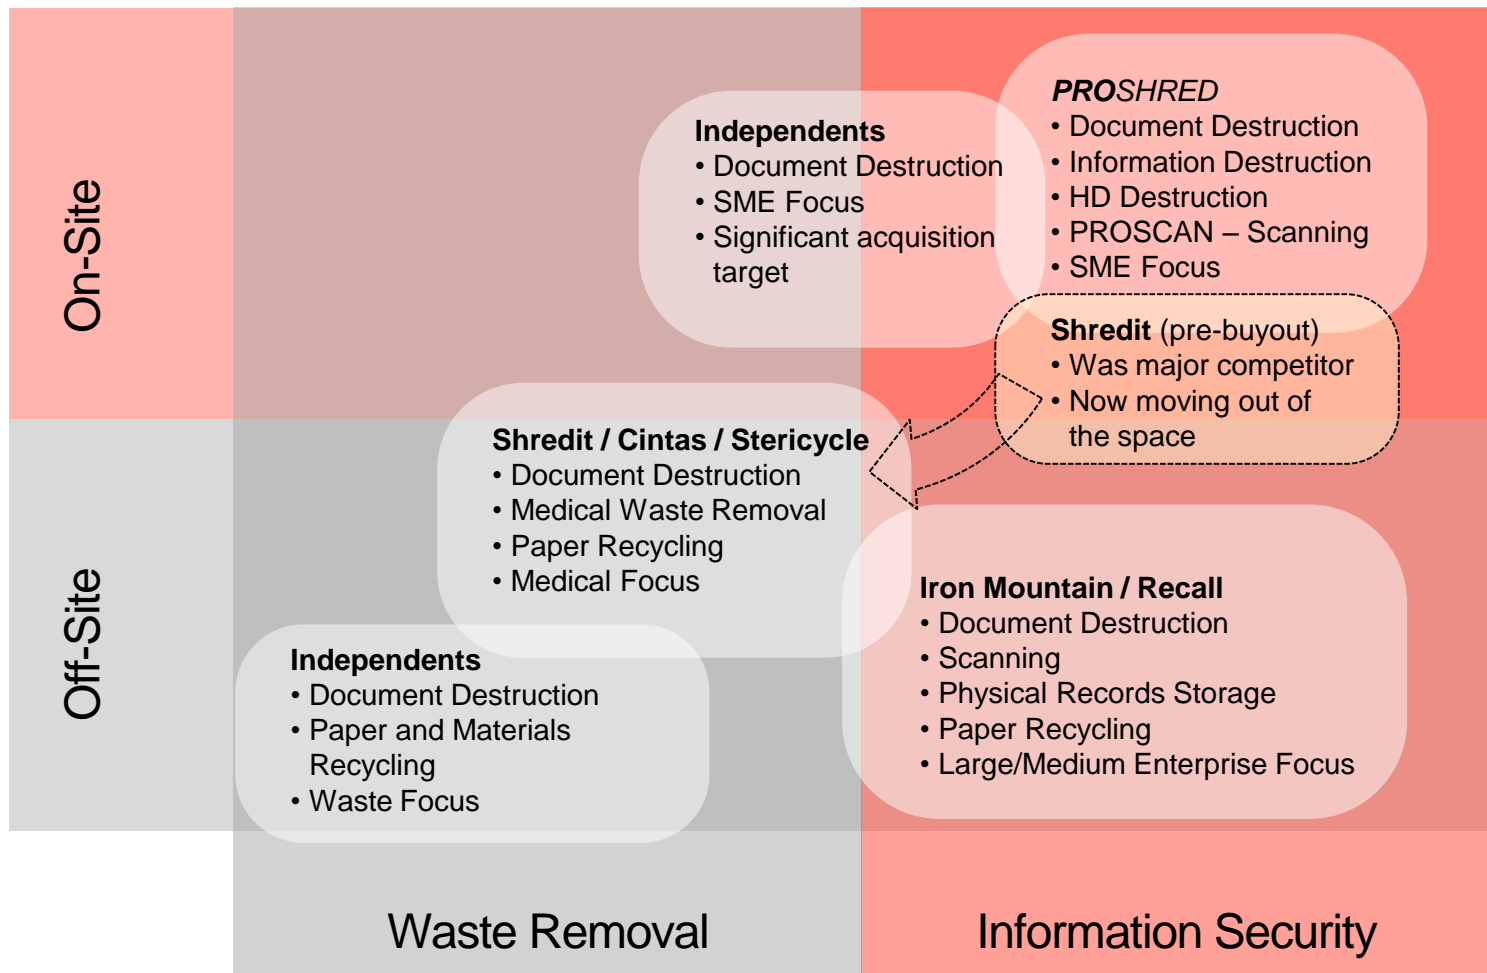 On-Site
Independents
• Document Destruction
• SME Focus
• Significant acquisition
target
PROSHRED
• Document Destruction
• Information Destruction
• HD Destruction
• PROSCAN – Scanning
• SME Focus
Shredit (pre-buyout)
• Was major competitor
• Now moving out of
the space
Off-Site
Shredit / Cintas / Stericycle
• Document Destruction
• Medical Waste Removal
• Paper Recycling
• Medical Focus
Independents
• Document Destruction
• Paper and Materials
Recycling
• Waste Focus
Iron Mountain / Recall
• Document Destruction
• Scanning
• Physical Records Storage
• Paper Recycling
• Large/Medium Enterprise Focus
Waste Removal
Information Security